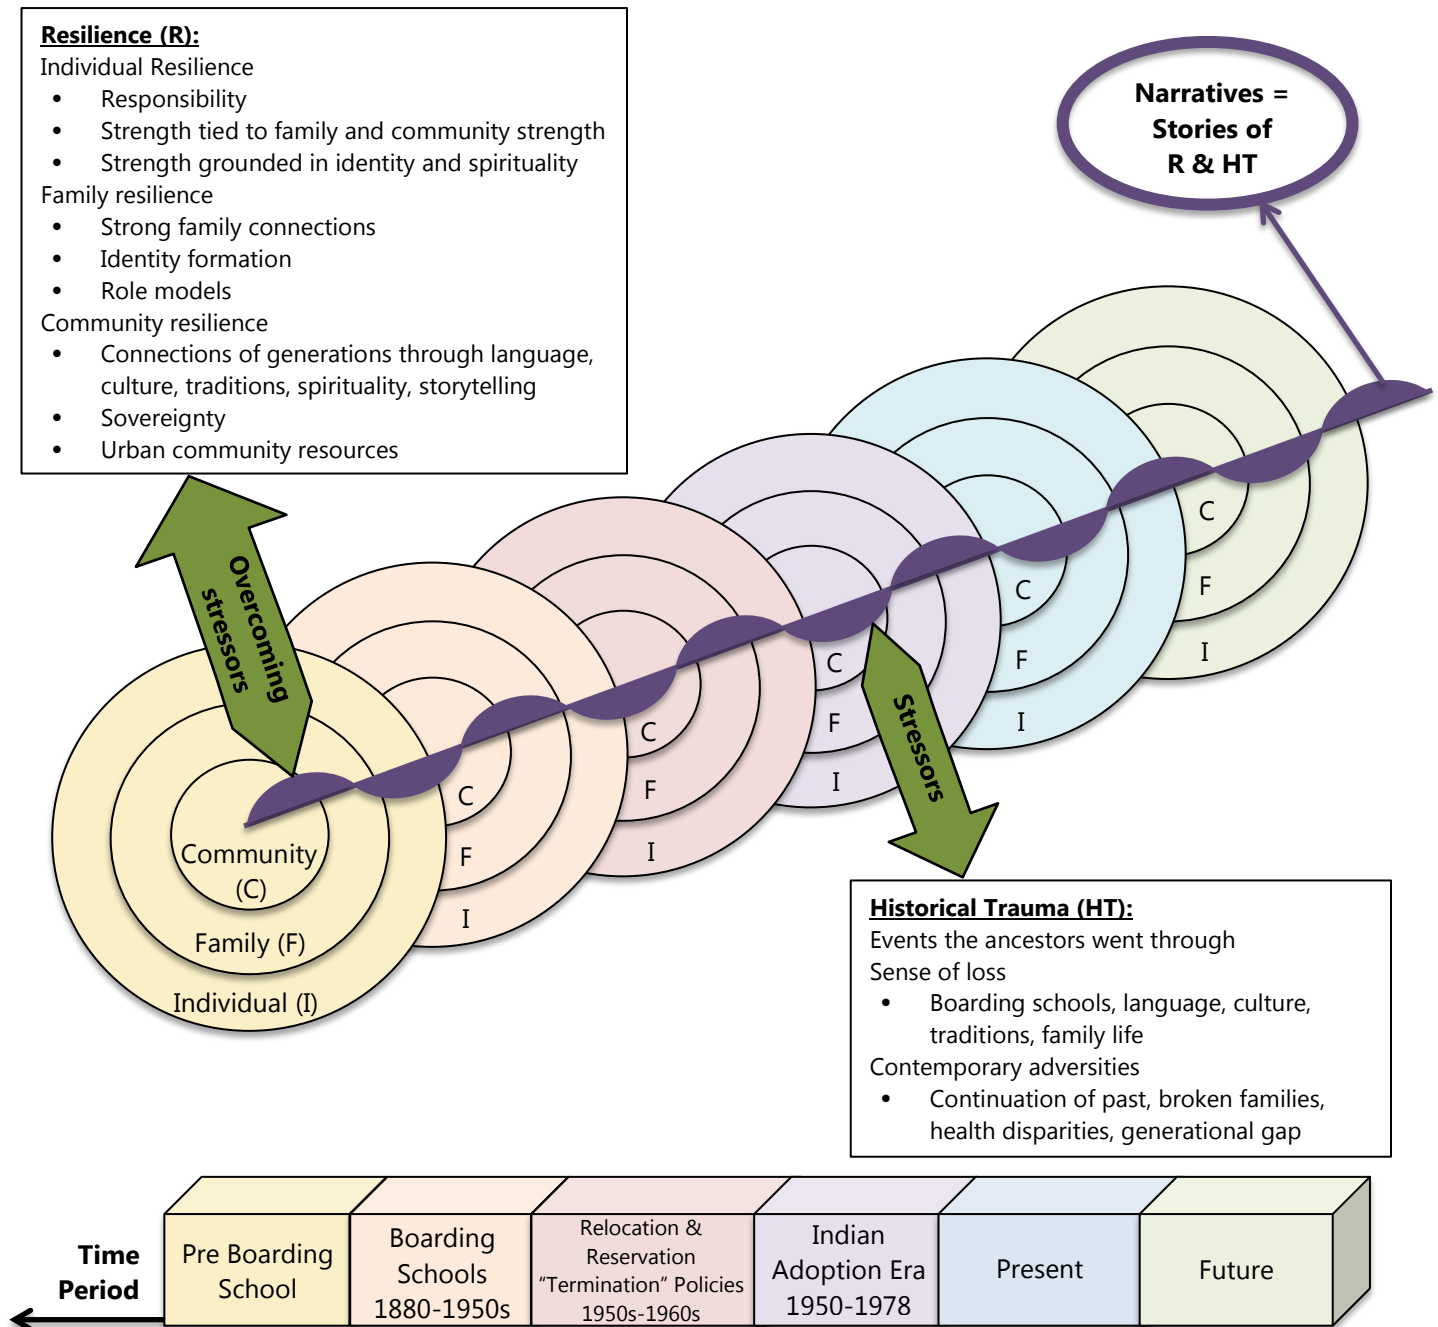 Resilience (R):
Individual Resilience
• Responsibility
• Strength tied to family and community strength
• Strength grounded in identity and spirituality
Family resilience
• Strong family connections
• Identity formation
• Role models
Community resilience
• Connections of generations through language,
culture, traditions, spirituality, storytelling
• Sovereignty
• Urban community resources
Narratives =
Stories of
R & HT
Overcoming
stressors
Stressors
Community
(C)
Family (F)
Individual (I)
C
F
I
C
F
I
C
F
I
C
F
I
C
F
I
Historical Trauma (HT):
Events the ancestors went through
Sense of loss
• Boarding schools, language, culture,
traditions, family life
Contemporary adversities
• Continuation of past, broken families,
health disparities, generational gap
Time
Period
Pre Boarding
School
Boarding
Schools
1880-1950s
Relocation &
Reservation
“Termination” Policies
1950s-1960s
Indian
Adoption Era
1950-1978
Present
Future